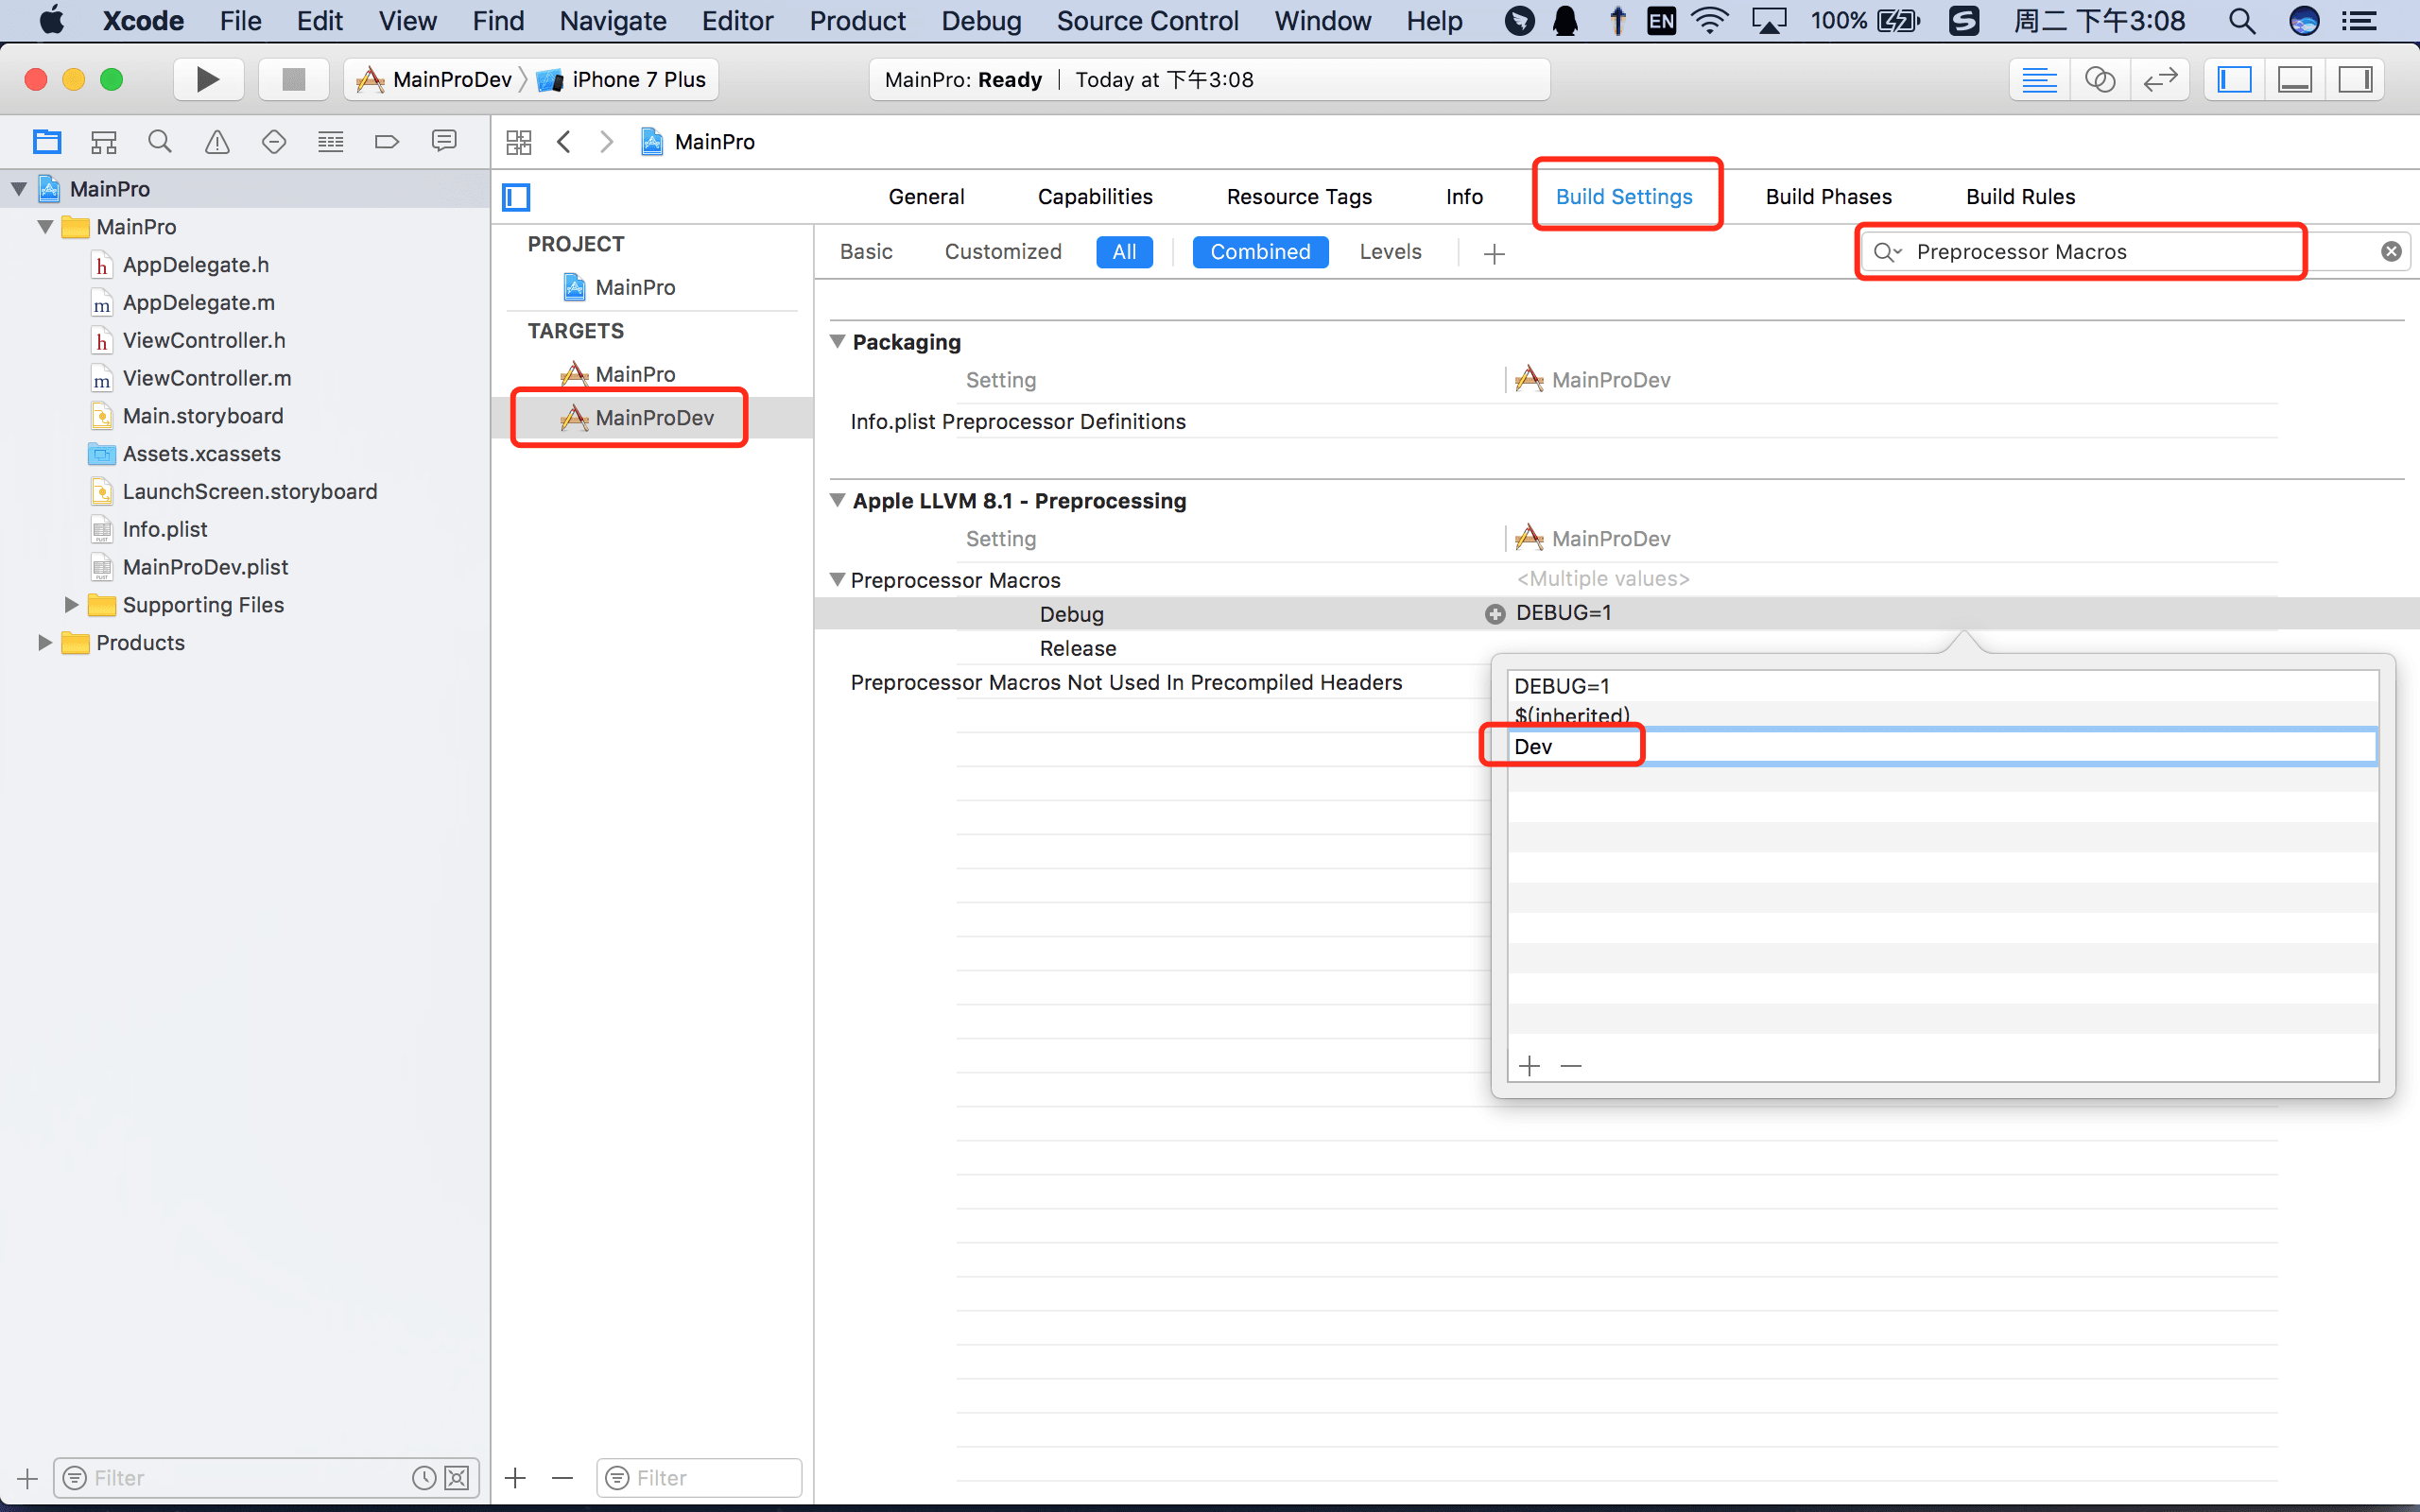 Xcode File Edit View Find Navigate Editor Product Debug Source Control Window Help EN 100% 周二 下午3:08
MainProDev iPhone 7 Plus
MainPro: Ready | Today at 下午3:08
MainPro
General Capabilities Resource Tags Info Build Settings Build Phases Build Rules
Basic Customized All Combined Levels
Preprocessor Macros
MainPro
MainPro
h AppDelegate.h
m AppDelegate.m
h ViewController.h
m ViewController.m
Main.storyboard
Assets.xcassets
LaunchScreen.storyboard
Info.plist
MainProDev.plist
Supporting Files
Products
Filter
PROJECT
MainPro
TARGETS
MainPro
MainProDev
Filter
Packaging
Setting MainProDev
Info.plist Preprocessor Definitions
Apple LLVM 8.1 - Preprocessing
Setting MainProDev
Preprocessor Macros <Multiple values>
Debug DEBUG=1
Release
Preprocessor Macros Not Used In Precompiled Headers
DEBUG=1
$(inherited)
Dev